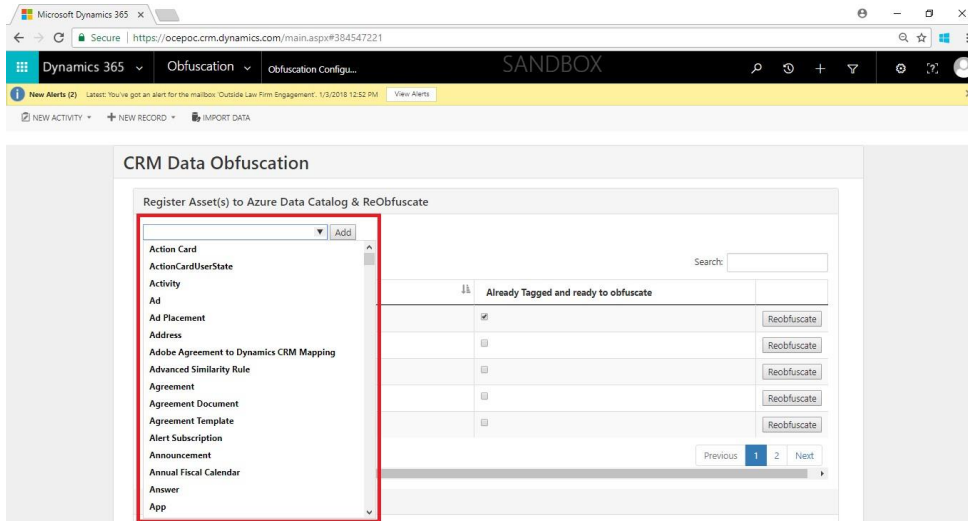 Microsoft Dynamics 365
Secure | https://ocepoc.crm.dynamics.com/main.aspx#384547221
Dynamics 365 Obfuscation Obfuscation Configu... SANDBOX
New Alerts (2) Latest: You've got an alert for the mailbox 'Outside Law Firm Engagement'. 1/3/2018 12:52 PM View Alerts
NEW ACTIVITY NEW RECORD IMPORT DATA
CRM Data Obfuscation
Register Asset(s) to Azure Data Catalog & ReObfuscate
Add
Action Card
ActionCardUserState
Activity
Ad
Ad Placement
Address
Adobe Agreement to Dynamics CRM Mapping
Advanced Similarity Rule
Agreement
Agreement Document
Agreement Template
Alert Subscription
Announcement
Annual Fiscal Calendar
Answer
App
Search:
Already Tagged and ready to obfuscate
Reobfuscate
Reobfuscate
Reobfuscate
Reobfuscate
Reobfuscate
Previous 1 2 Next